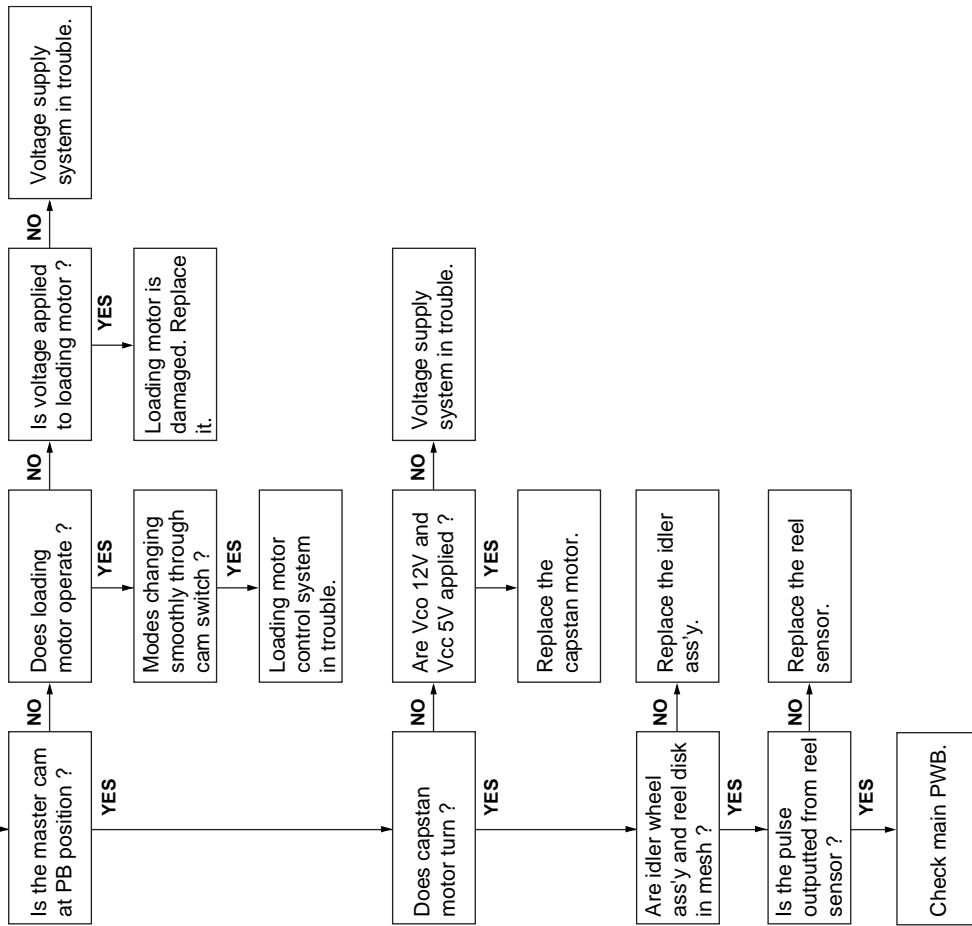 Is the master cam
at PB position ?
NO
Does loading
motor operate ?
NO
Is voltage applied
to loading motor ?
NO
Voltage supply
system in trouble.
YES
YES
YES
Modes changing
smoothly through
cam switch ?
Loading motor is
damaged. Replace
it.
YES
Loading motor
control system
in trouble.
Does capstan
motor turn ?
NO
Are Vco 12V and
Vcc 5V applied ?
NO
Voltage supply
system in trouble.
YES
YES
Replace the
capstan motor.
Are idler wheel
ass'y and reel disk
in mesh ?
NO
Replace the idler
ass'y.
YES
Is the pulse
outputted from reel
sensor ?
NO
Replace the reel
sensor.
YES
Check main PWB.